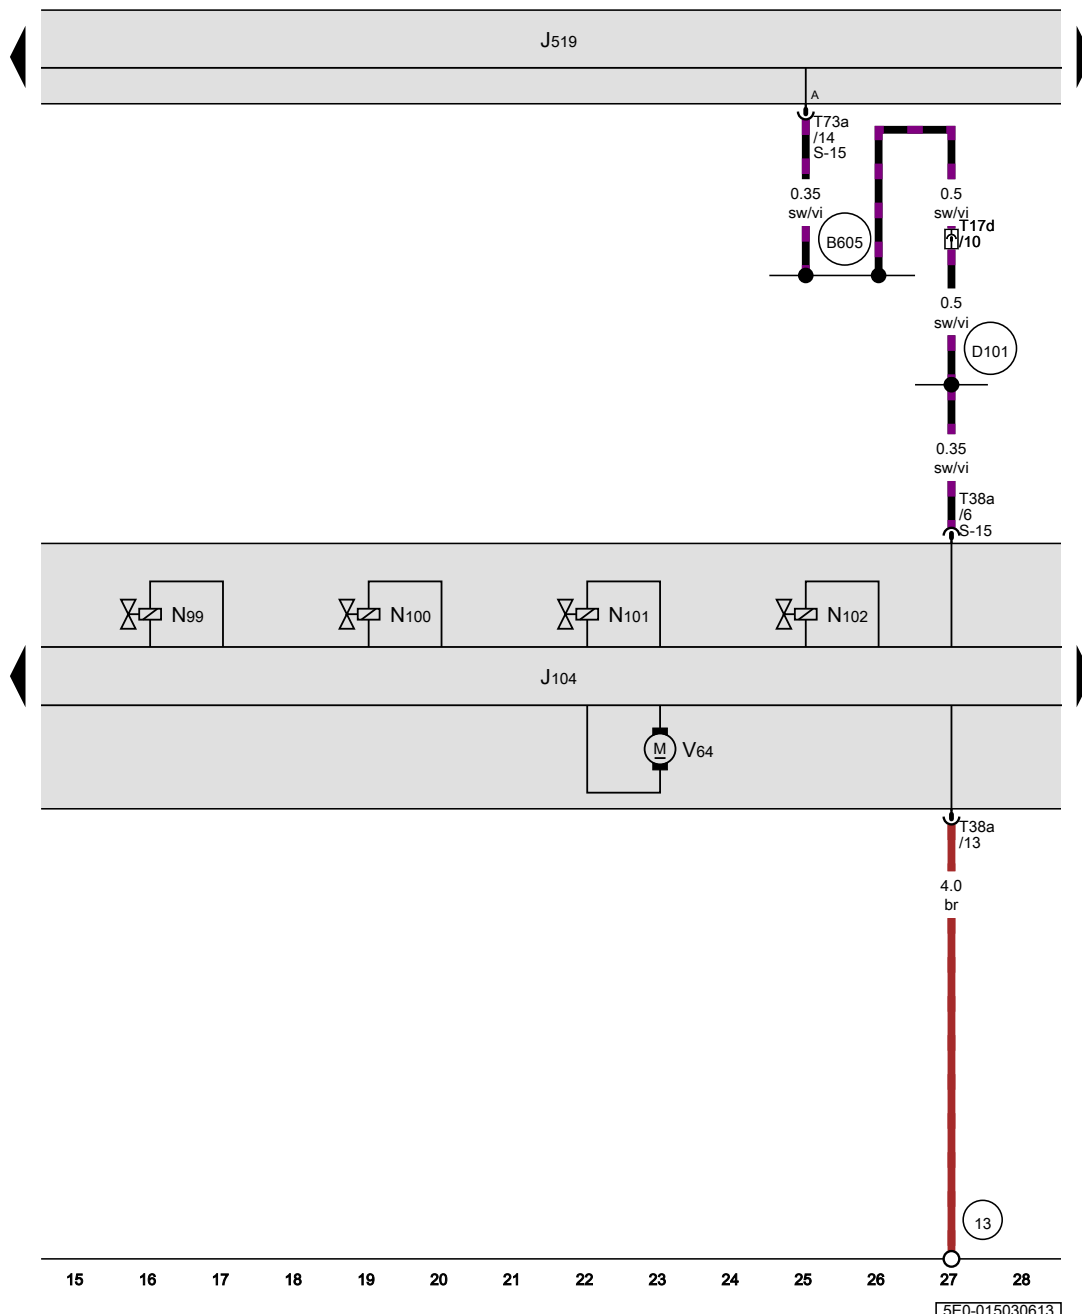 J519
A
T73a
/14
S-15
0.35
sw/vi
0.5
sw/vi
T17d
/10
B605
0.5
sw/vi
D101
0.35
sw/vi
T38a
/6
S-15
N99
N100
N101
N102
J104
M
V64
T38a
/13
4.0
br
13
15 16 17 18 19 20 21 22 23 24 25 26 27 28
5E0-015030613